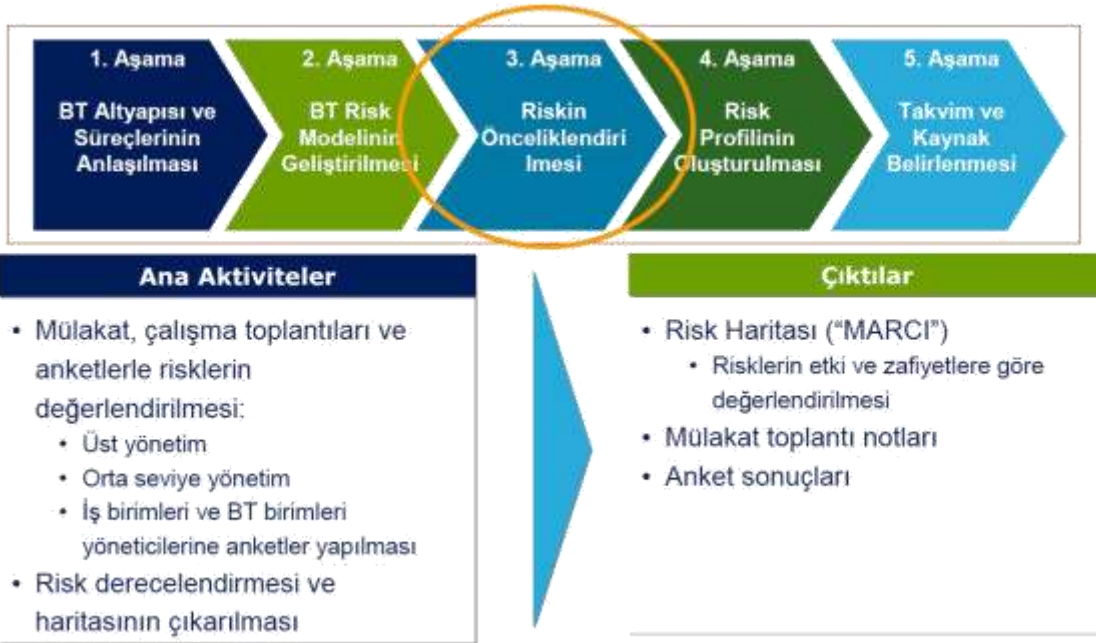 1. Aşama
BT Altyapısı ve
Süreçlerinin
Anlaşılması
2. Aşama
BT Risk
Modelinin
Geliştirilmesi
3. Aşama
Riskin
Önceliklendiri
lmesi
4. Aşama
Risk
Profilinin
Oluşturulması
5. Aşama
Takvim ve
Kaynak
Belirlenmesi
Ana Aktiviteler
• Mülakat, çalışma toplantıları ve
anketlerle risklerin
değerlendirilmesi:
• Üst yönetim
• Orta seviye yönetim
• İş birimleri ve BT birimleri
yöneticilerine anketler yapılması
• Risk derecelendirmesi ve
haritasının çıkarılması
Çıktılar
• Risk Haritası (“MARCI”)
• Risklerin etki ve zafiyetlere göre
değerlendirilmesi
• Mülakat toplantı notları
• Anket sonuçları